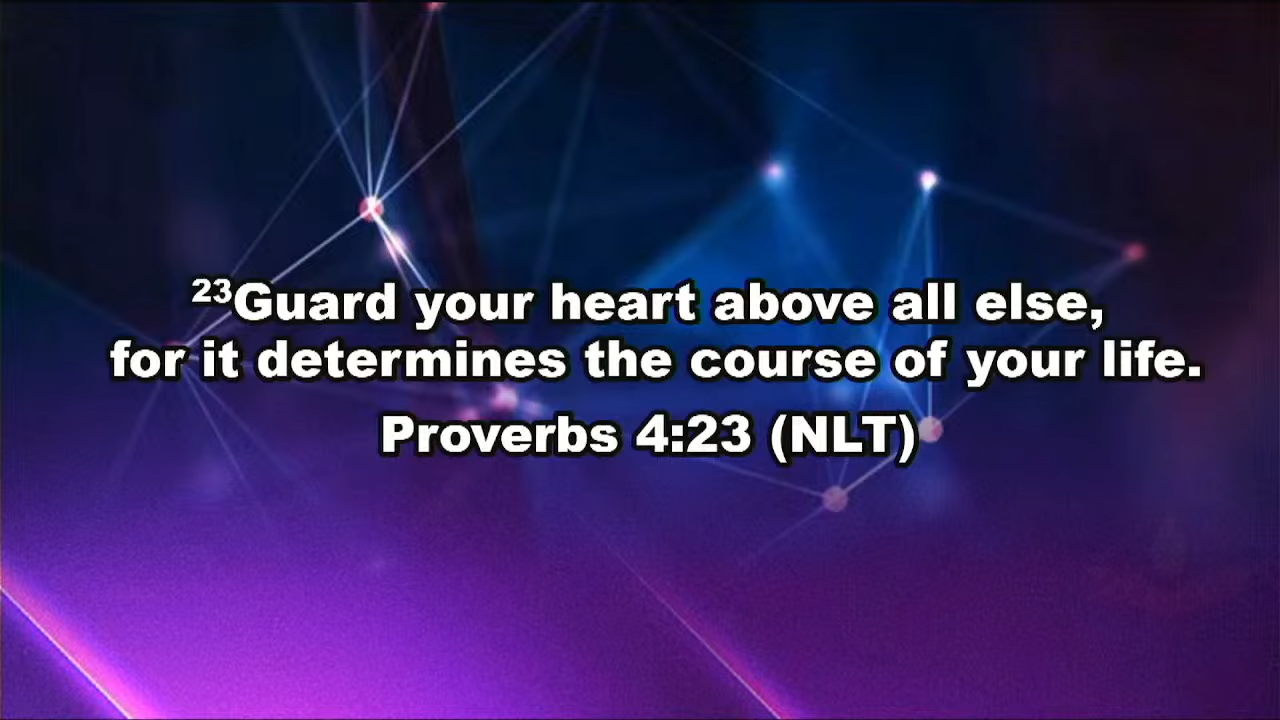 ²³Guard your heart above all else,
for it determines the course of your life.
Proverbs 4:23 (NLT)